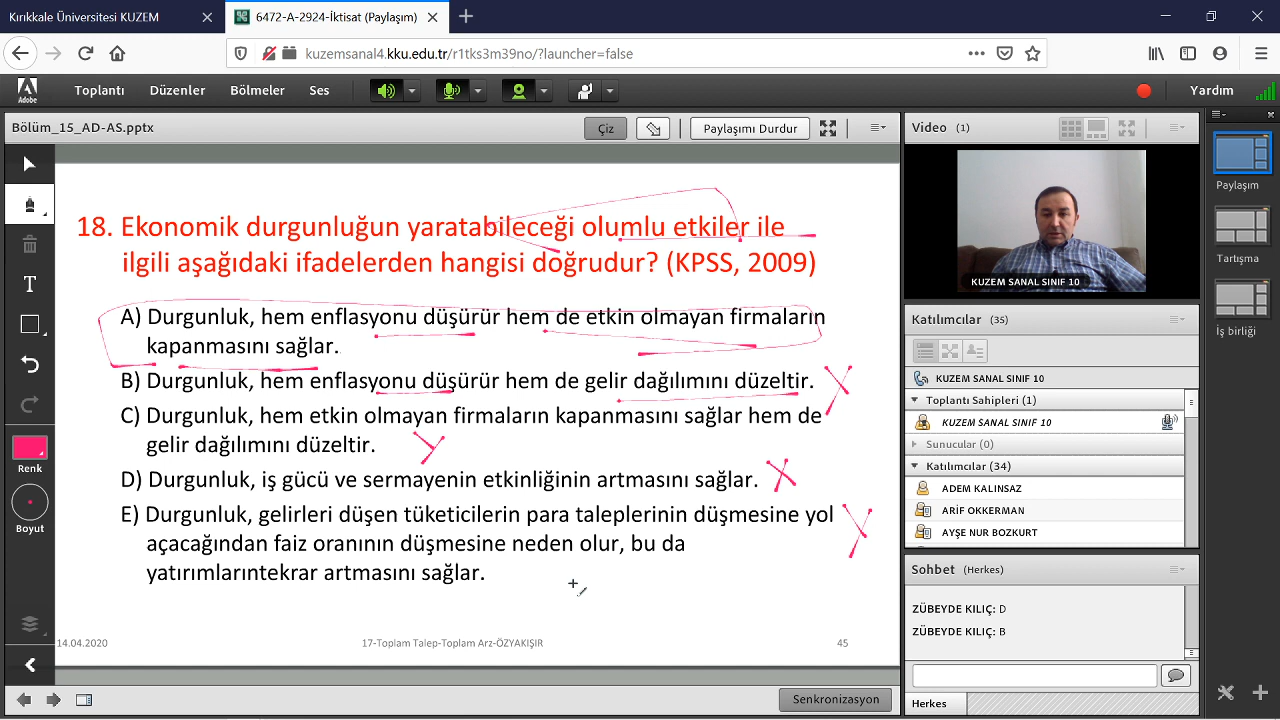 Kırıkkale Üniversitesi KUZEM
6472-A-2924-İktisat (Paylaşım)
kuzemsanal4.kku.edu.tr/r1tks3m39no/?launcher=false
Adobe
Toplantı
Düzenler
Bölmeler
Ses
Yardım
Bölüm_15_AD-AS.pptx
Çiz
Paylaşımı Durdur
18. Ekonomik durgunluğun yaratabileceği olumlu etkiler ile
ilgili aşağıdaki ifadelerden hangisi doğrudur? (KPSS, 2009)
A) Durgunluk, hem enflasyonu düşürür hem de etkin olmayan firmaların
kapanmasını sağlar.
B) Durgunluk, hem enflasyonu düşürür hem de gelir dağılımını düzeltir.
C) Durgunluk, hem etkin olmayan firmaların kapanmasını sağlar hem de
gelir dağılımını düzeltir.
D) Durgunluk, iş gücü ve sermayenin etkinliğinin artmasını sağlar.
E) Durgunluk, gelirleri düşen tüketicilerin para taleplerinin düşmesine yol
açacağından faiz oranının düşmesine neden olur, bu da
yatırımlarıntekrar artmasını sağlar.
14.04.2020
17-Toplam Talep-Toplam Arz-ÖZYAKIŞIR
45
Renk
Boyut
Senkronizasyon
Video (1)
KUZEM SANAL SINIF 10
Katılımcılar (35)
KUZEM SANAL SINIF 10
Toplantı Sahipleri (1)
KUZEM SANAL SINIF 10
Sunucular (0)
Katılımcılar (34)
ADEM KALINSAZ
ARİF OKKERMAN
AYŞE NUR BOZKURT
Sohbet (Herkes)
ZÜBEYDE KILIÇ: D
ZÜBEYDE KILIÇ: B
Herkes
Paylaşım
Tartışma
İş birliği